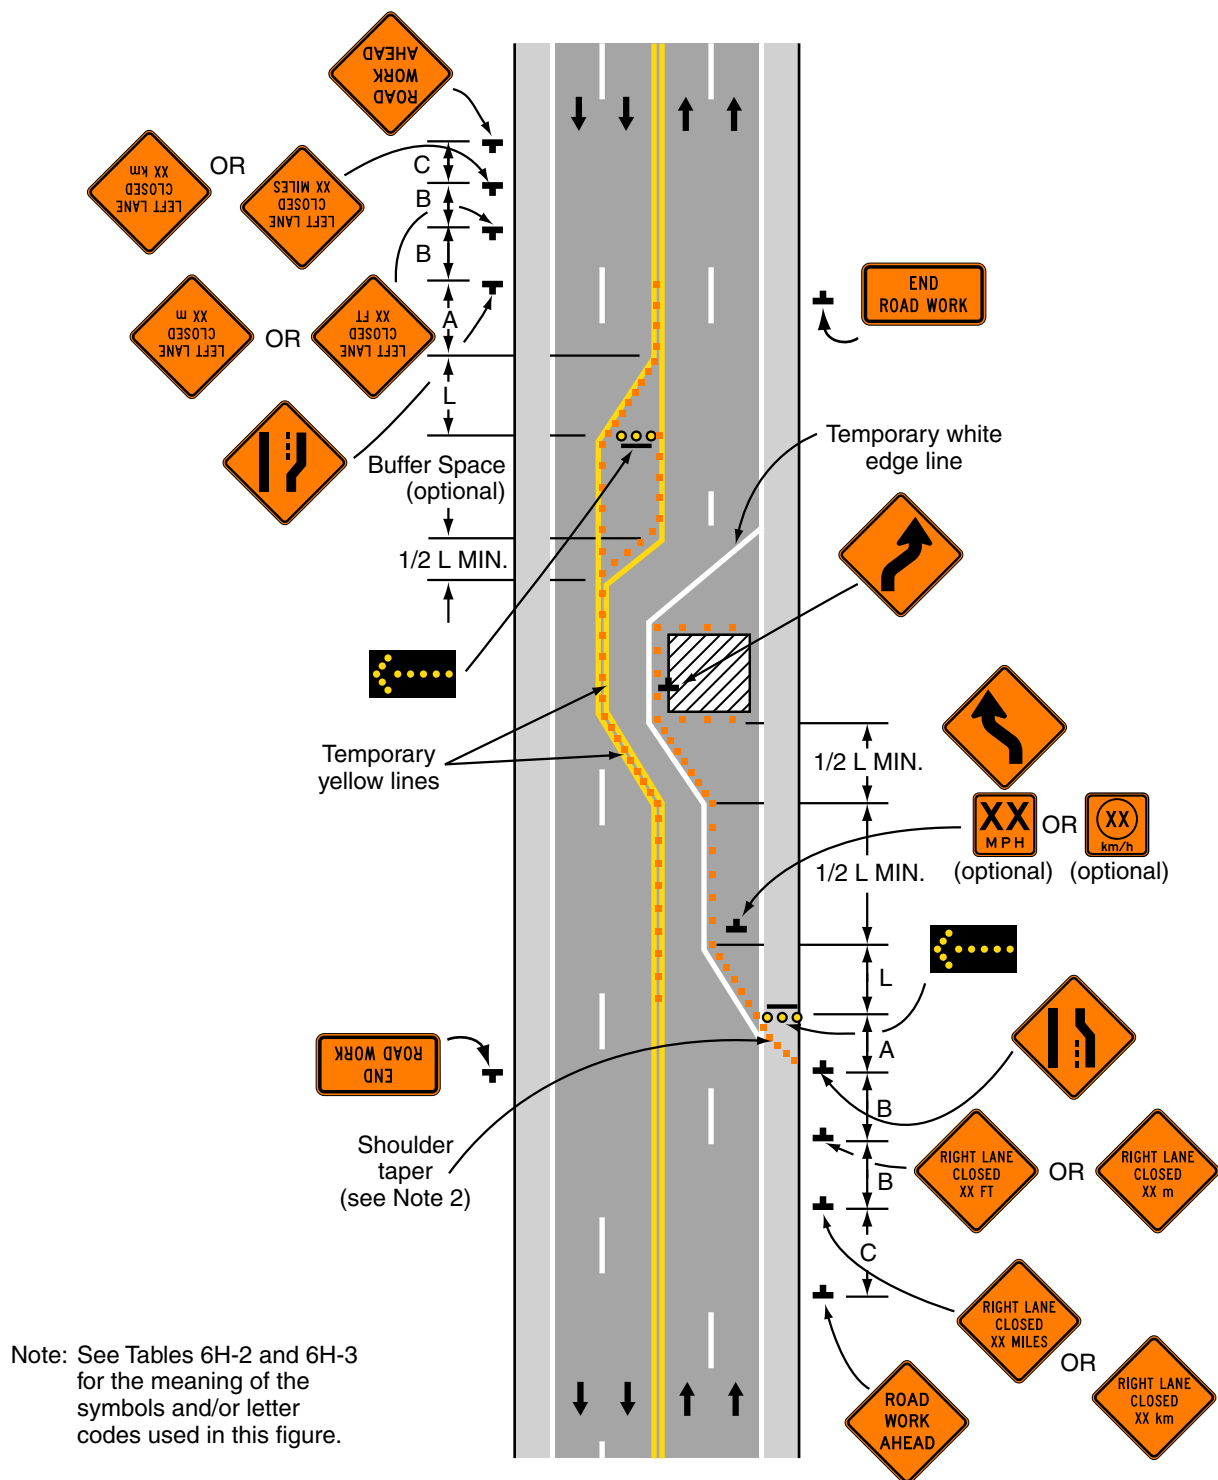 ROAD
WORK
AHEAD
LEFT LANE
CLOSED
XX km
OR
LEFT LANE
CLOSED
XX MILES
C
B
B
A
L
LEFT LANE
CLOSED
XX m
OR
LEFT LANE
CLOSED
XX FT
END
ROAD WORK
Buffer Space
(optional)
1/2 L MIN.
Temporary white
edge line
Temporary
yellow lines
1/2 L MIN.
XX
MPH
OR
XX
km/h
(optional)
(optional)
1/2 L MIN.
L
A
B
B
C
END
ROAD WORK
Shoulder
taper
(see Note 2)
RIGHT LANE
CLOSED
XX FT
OR
RIGHT LANE
CLOSED
XX m
RIGHT LANE
CLOSED
XX MILES
OR
RIGHT LANE
CLOSED
XX km
ROAD
WORK
AHEAD
Note: See Tables 6H-2 and 6H-3
for the meaning of the
symbols and/or letter
codes used in this figure.